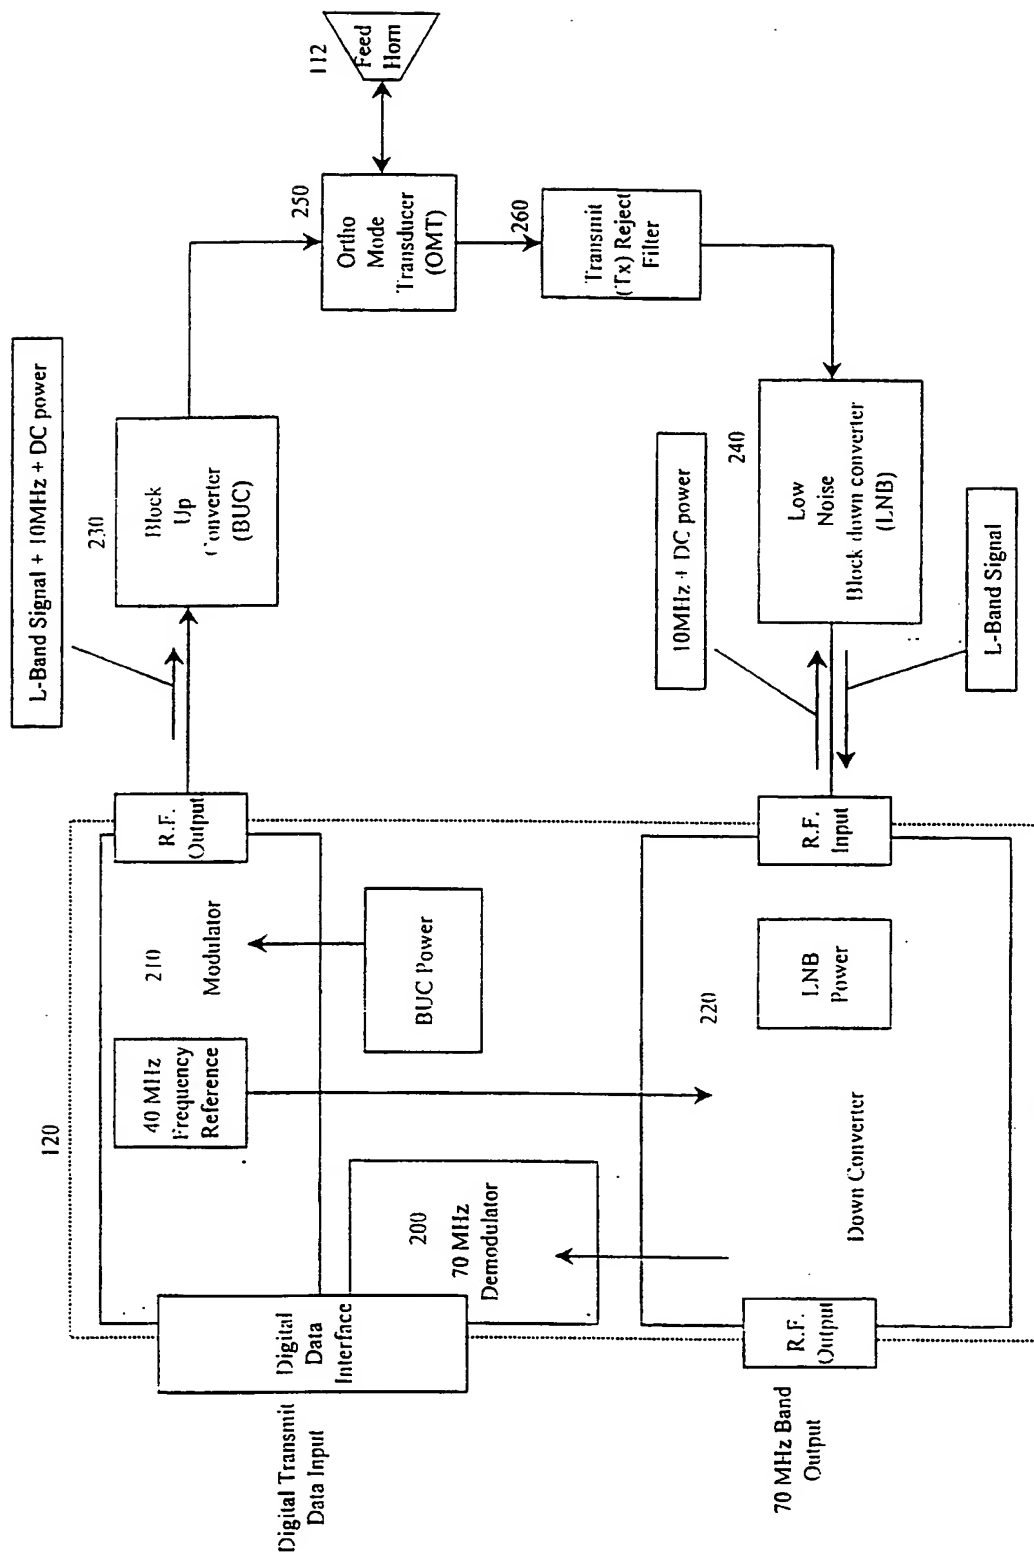 112
Feed
Horn
250
Ortho
Mode
Transducer
(OMT)
260
Transmit
(Tx) Reject
Filter
L-Band Signal + 10MHz + DC power
230
Block
Up
Converter
(BUC)
10MHz + DC power
240
Low
Noise
Block down converter
(LNB)
L-Band Signal
R.F.
Output
R.F.
Input
120
210
Modulator
40 MHz
Frequency
Reference
BUC Power
220
LNB
Power
Down Converter
200
70 MHz
Demodulator
Digital
Data
Interface
R.F.
Output
Digital Transmit
Data Input
70 MHz Band
Output